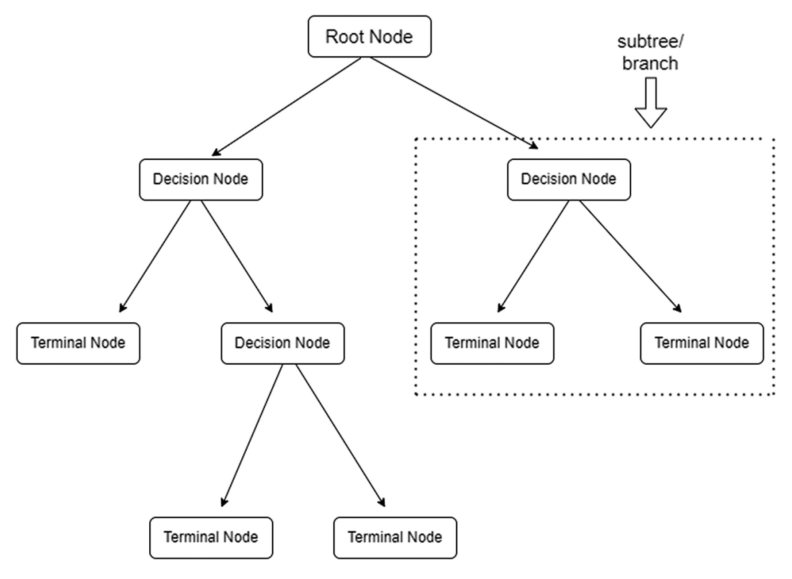 Root Node
subtree/
branch
Decision Node
Decision Node
Terminal Node
Decision Node
Terminal Node
Terminal Node
Terminal Node
Terminal Node